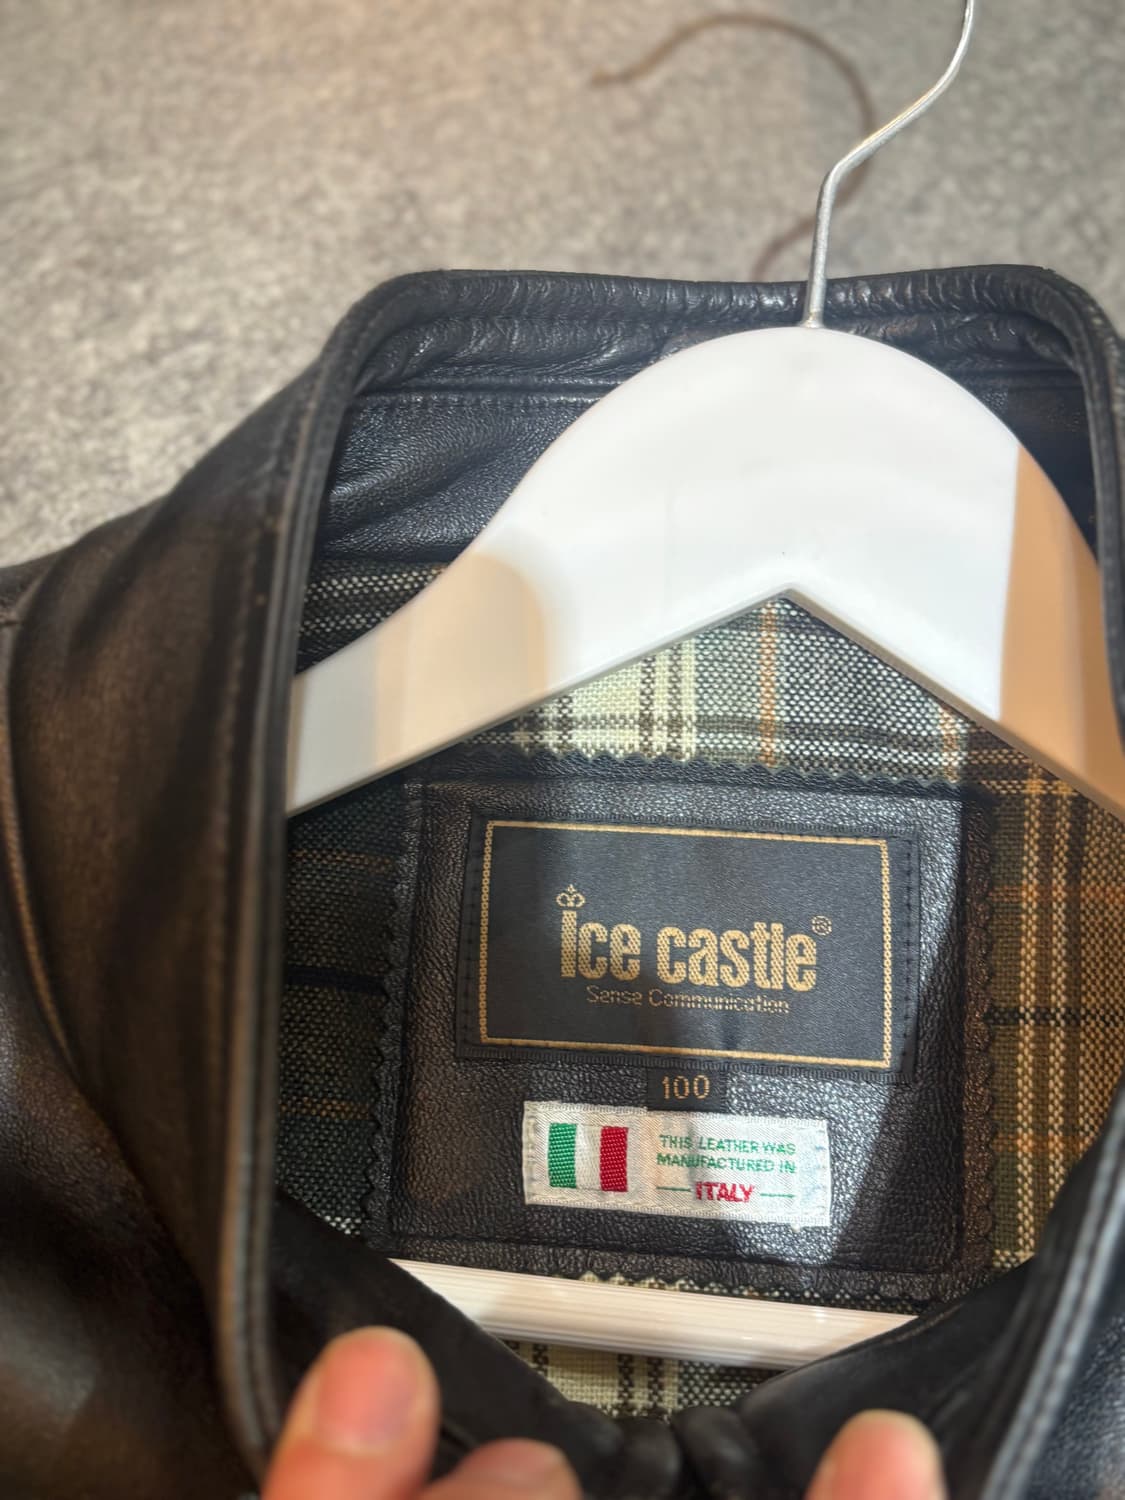 ice castle®
Sense Communication
100
THIS LEATHER WAS
MANUFACTURED IN
ITALY